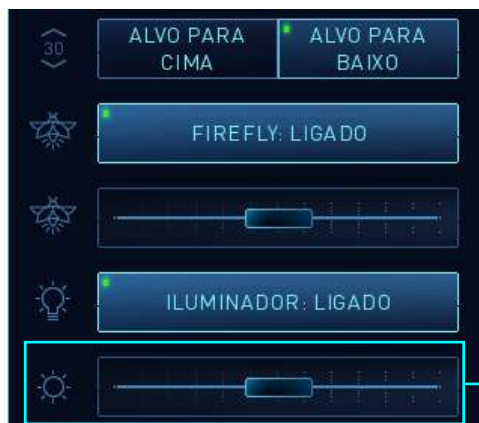 30
ALVO PARA
CIMA
ALVO PARA
BAIXO
FIREFLY: LIGADO
ILUMINADOR: LIGADO